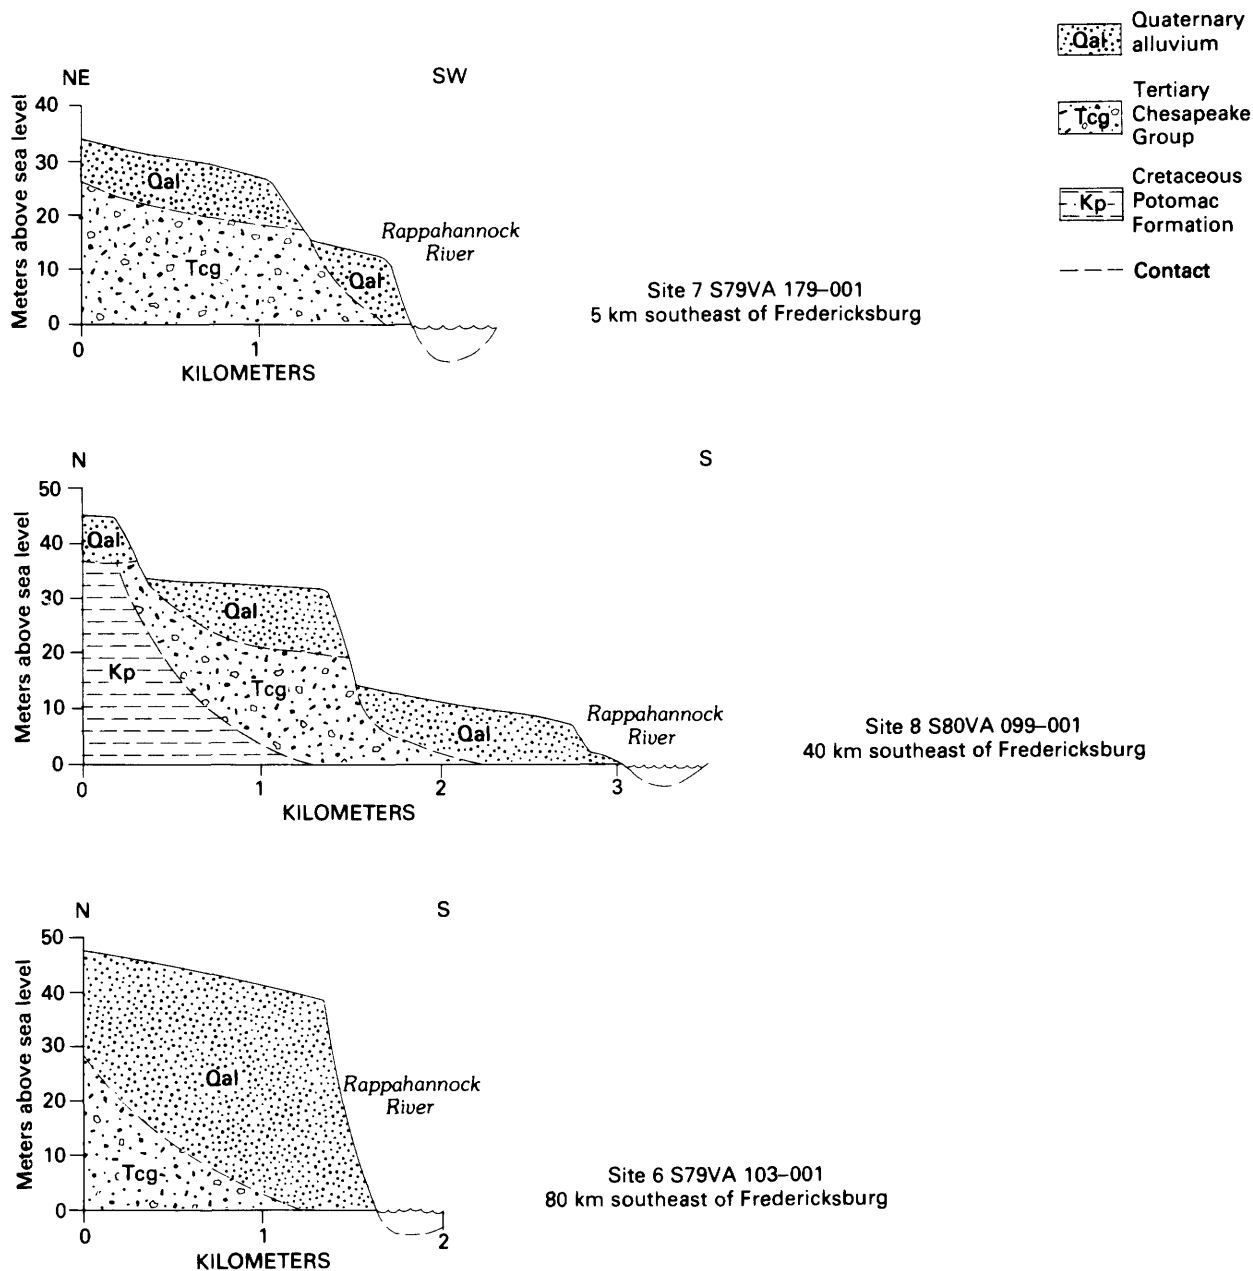 Qal
Quaternary
alluvium
Tcg
Tertiary
Chesapeake
Group
Kp
Cretaceous
Potomac
Formation
Contact
NE
SW
Meters above sea level
40
30
20
10
0
Qal
Tcg
Qal
Rappahannock
River
0
1
KILOMETERS
Site 7 S79VA 179–001
5 km southeast of Fredericksburg
N
S
Meters above sea level
50
40
30
20
10
0
Qal
Qal
Kp
Tcg
Qal
Rappahannock
River
0
1
2
3
KILOMETERS
Site 8 S80VA 099–001
40 km southeast of Fredericksburg
N
S
Meters above sea level
50
40
30
20
10
0
Qal
Tcg
Rappahannock
River
0
1
2
KILOMETERS
Site 6 S79VA 103–001
80 km southeast of Fredericksburg